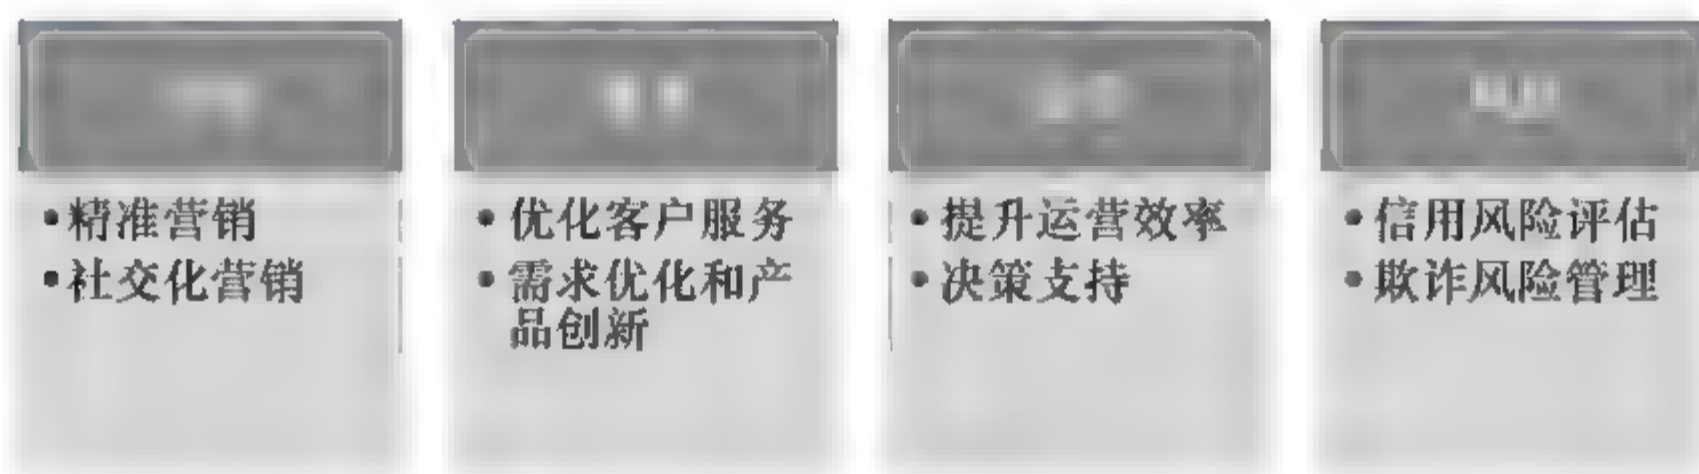 •精准营销
•社交化营销
•优化客户服务
•需求优化和产
品创新
•提升运营效率
•决策支持
•信用风险评估
•欺诈风险管理